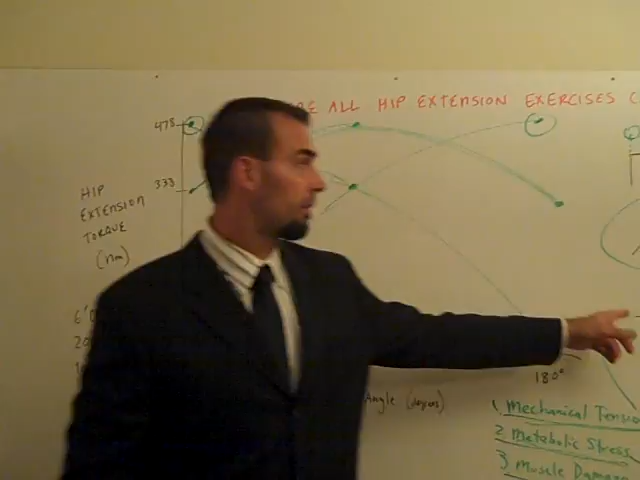 ALL HIP EXTENSION EXERCISES
478
333
HIP
EXTENSION
TORQUE
(Nm)
180°
Angle (degrees)
1. Mechanical Tension
2. Metabolic Stress
3 Muscle Damage